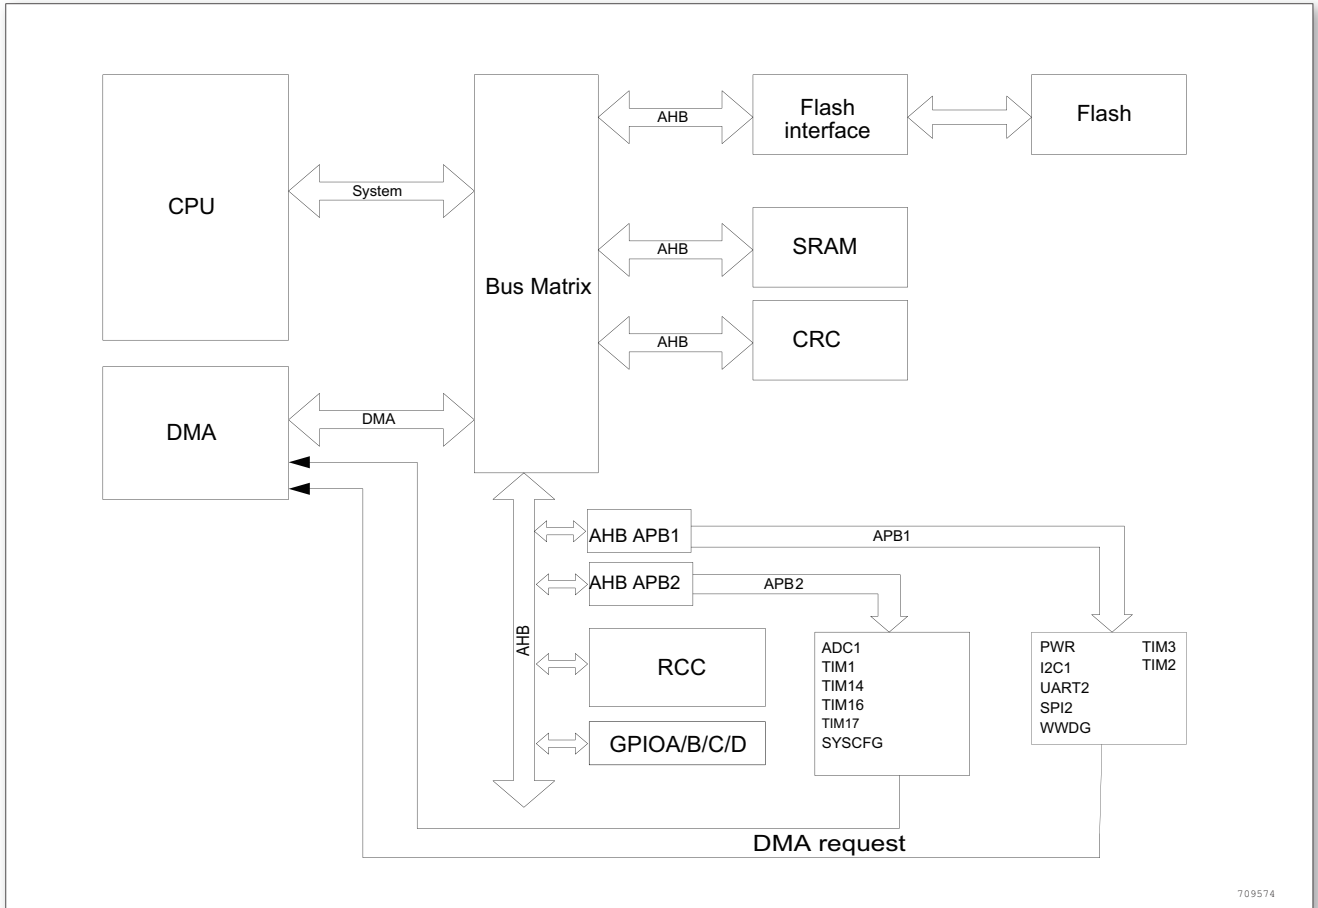 CPU
System
Bus Matrix
AHB
Flash
interface
Flash
AHB
SRAM
AHB
CRC
DMA
DMA
AHB
AHB APB1
APB1
AHB APB2
APB2
RCC
GPIOA/B/C/D
ADC1
TIM1
TIM14
TIM16
TIM17
SYSCFG
PWR
I2C1
UART2
SPI2
WWDG
TIM3
TIM2
DMA request
709574